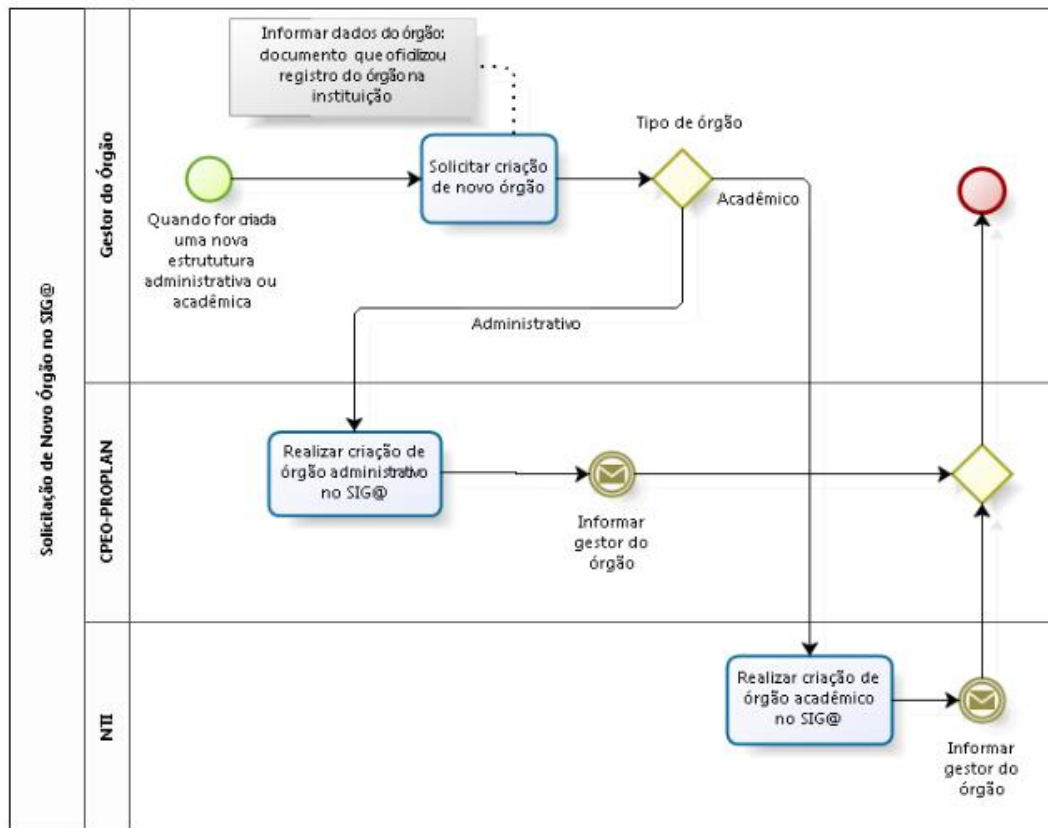 Solicitação de Novo Órgão no SIG@
Gestor do Órgão
Informar dados do órgão:
documento que oficilizou
registro do órgão na
instituição
Quando for criada
uma nova
estrututura
administrativa ou
acadêmica
Solicitar criação
de novo órgão
Tipo de órgão
Acadêmico
Administrativo
CPEO-PROPLAN
Realizar criação de
órgão administrativo
no SIG@
Informar
gestor do
órgão
NTI
Realizar criação de
órgão acadêmico
no SIG@
Informar
gestor do
órgão